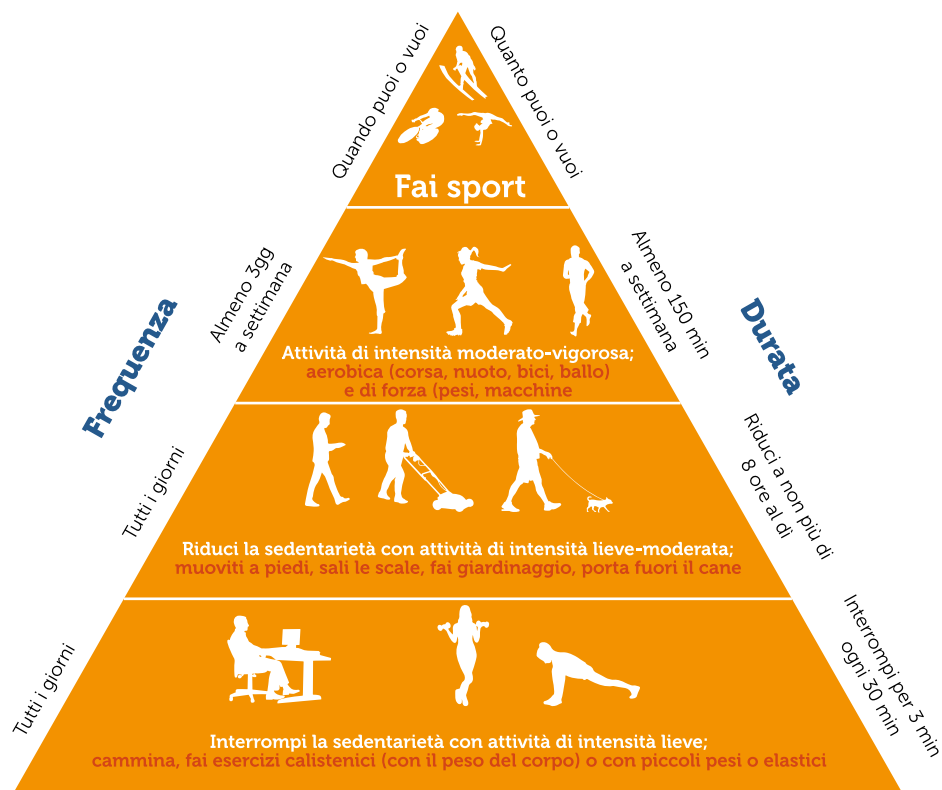 Quando puoi o vuoi
Quanto puoi o vuoi
Fai sport
Frequenza
Durata
Almeno 3gg
a settimana
Almeno 150 min
a settimana
Attività di intensità moderato-vigorosa;
aerobica (corsa, nuoto, bici, ballo)
e di forza (pesi, macchine
Tutti i giorni
Riduci a non più di
8 ore al di
Riduci la sedentarietà con attività di intensità lieve-moderata;
muoviti a piedi, sali le scale, fai giardinaggio, porta fuori il cane
Tutti i giorni
Interrompi per 3 min
ogni 30 min
Interrompi la sedentarietà con attività di intensità lieve;
cammina, fai esercizi calistenici (con il peso del corpo) o con piccoli pesi o elastici